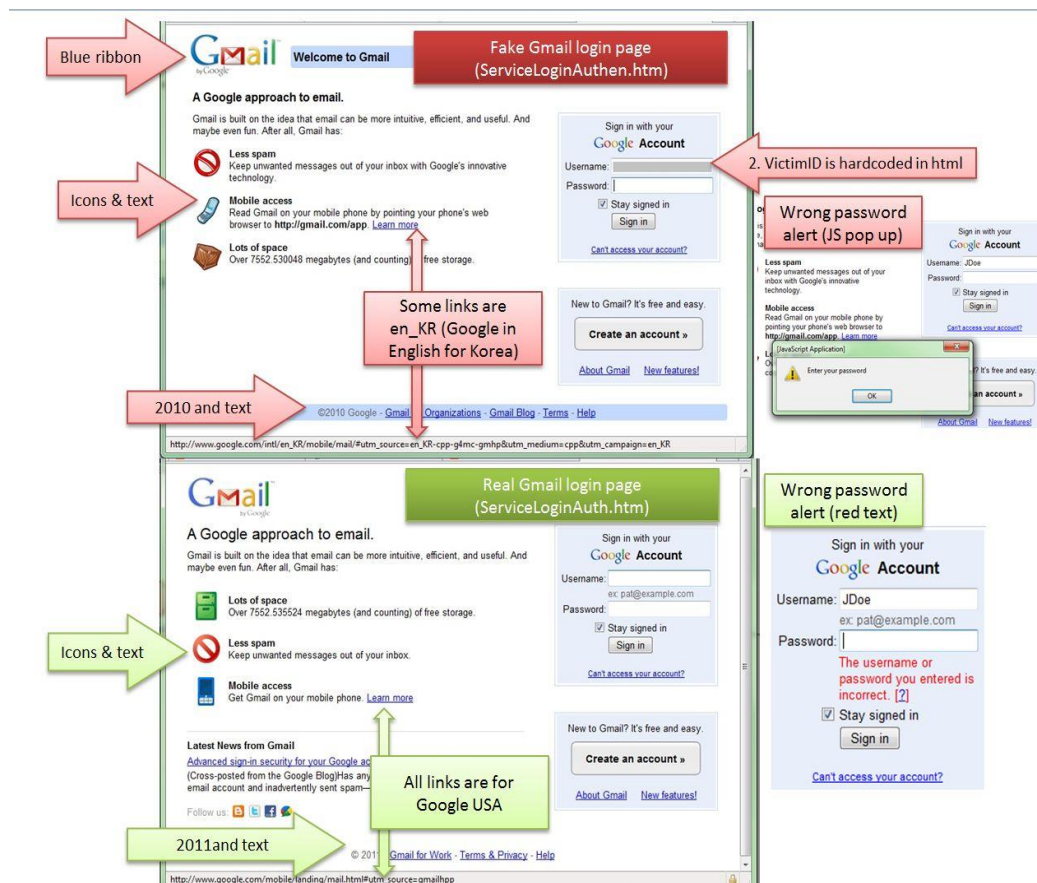 Blue ribbon
Gmail
by Google
Welcome to Gmail
Fake Gmail login page
(ServiceLoginAuthen.htm)
A Google approach to email.
Gmail is built on the idea that email can be more intuitive, efficient, and useful. And
maybe even fun. After all, Gmail has:
Less spam
Keep unwanted messages out of your inbox with Google's innovative
technology.
Icons & text
Mobile access
Read Gmail on your mobile phone by pointing your phone's web
browser to http://gmail.com/app. Learn more
Lots of space
Over 7552.530048 megabytes (and counting) of free storage.
Sign in with your
Google Account
Username:
Password:
Stay signed in
Sign in
Can't access your account?
2. VictimID is hardcoded in html
Some links are
en_KR (Google in
English for Korea)
New to Gmail? It's free and easy.
Create an account »
About Gmail New features!
2010 and text
©2010 Google - Gmail Organizations - Gmail Blog - Terms - Help
http://www.google.com/intl/en_KR/mobile/mail/#utm_source=en_KR-cpp-g4mc-gmhp&utm_medium=cpp&utm_campaign=en_KR
Wrong password
alert (JS pop up)
Less spam
Keep unwanted messages out of your
inbox with Google's innovative
technology.
Mobile access
Read Gmail on your mobile phone by
pointing your phone's web browser to
http://gmail.com/app. Learn more
Sign in with your
Google Account
Username: JDoe
Password:
Stay signed in
Sign in
Can't access your account?
[JavaScript Application]
Enter your password
OK
? It's free and easy.
an account »
About Gmail New features!
Gmail
by Google
Real Gmail login page
(ServiceLoginAuth.htm)
A Google approach to email.
Gmail is built on the idea that email can be more intuitive, efficient, and useful. And
maybe even fun. After all, Gmail has:
Lots of space
Over 7552.535524 megabytes (and counting) of free storage.
Icons & text
Less spam
Keep unwanted messages out of your inbox.
Mobile access
Get Gmail on your mobile phone. Learn more
Sign in with your
Google Account
Username:
ex: pat@example.com
Password:
Stay signed in
Sign in
Can't access your account?
Latest News from Gmail
Advanced sign-in security for your Google
(Cross-posted from the Google Blog)Has any
email account and inadvertently sent spam—
Follow us:
All links are for
Google USA
New to Gmail? It's free and easy.
Create an account »
About Gmail New features!
2011and text
© 201 Gmail for Work - Terms & Privacy - Help
http://www.google.com/mobile/landing/mail.html#utm_source=gmailhpp
Wrong password
alert (red text)
Sign in with your
Google Account
Username: JDoe
ex: pat@example.com
Password:
The username or
password you entered is
incorrect. [?]
Stay signed in
Sign in
Can't access your account?